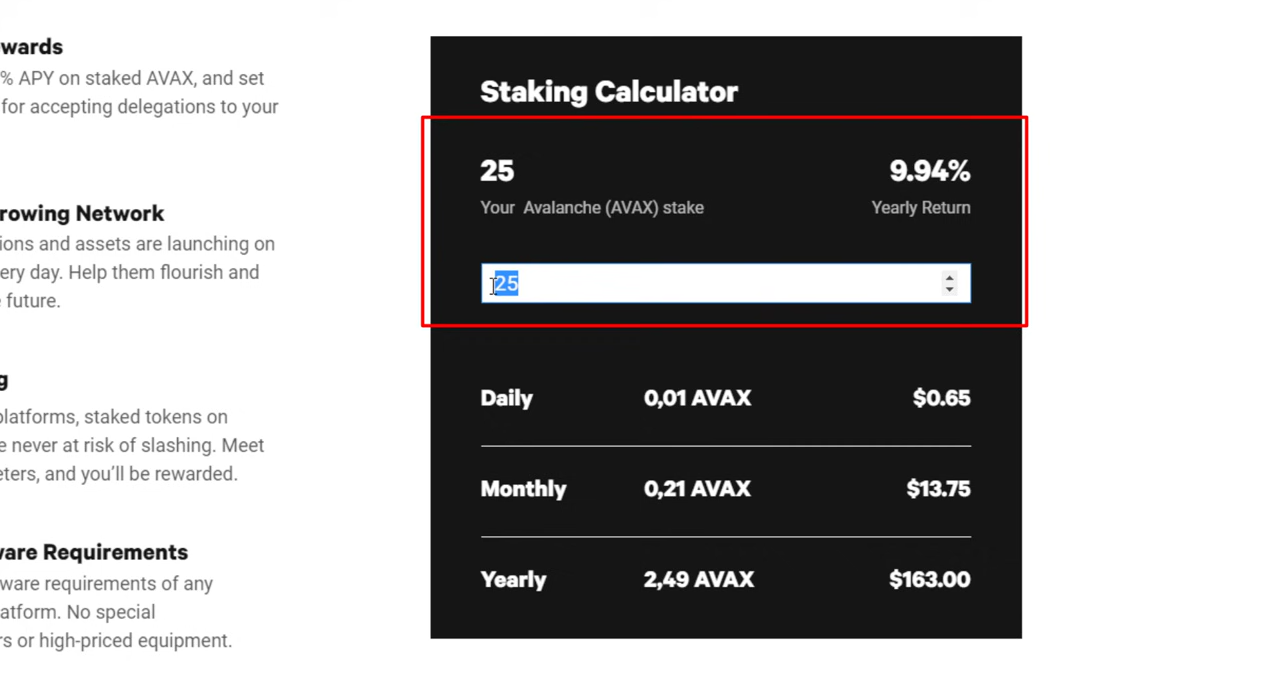 wards
% APY on staked AVAX, and set
for accepting delegations to your
rowing Network
ions and assets are launching on
ery day. Help them flourish and
future.
g
platforms, staked tokens on
e never at risk of slashing. Meet
eters, and you'll be rewarded.
ware Requirements
ware requirements of any
atform. No special
rs or high-priced equipment.
Staking Calculator
25 9.94%
Your Avalanche (AVAX) stake Yearly Return
25
Daily 0,01 AVAX $0.65
Monthly 0,21 AVAX $13.75
Yearly 2,49 AVAX $163.00